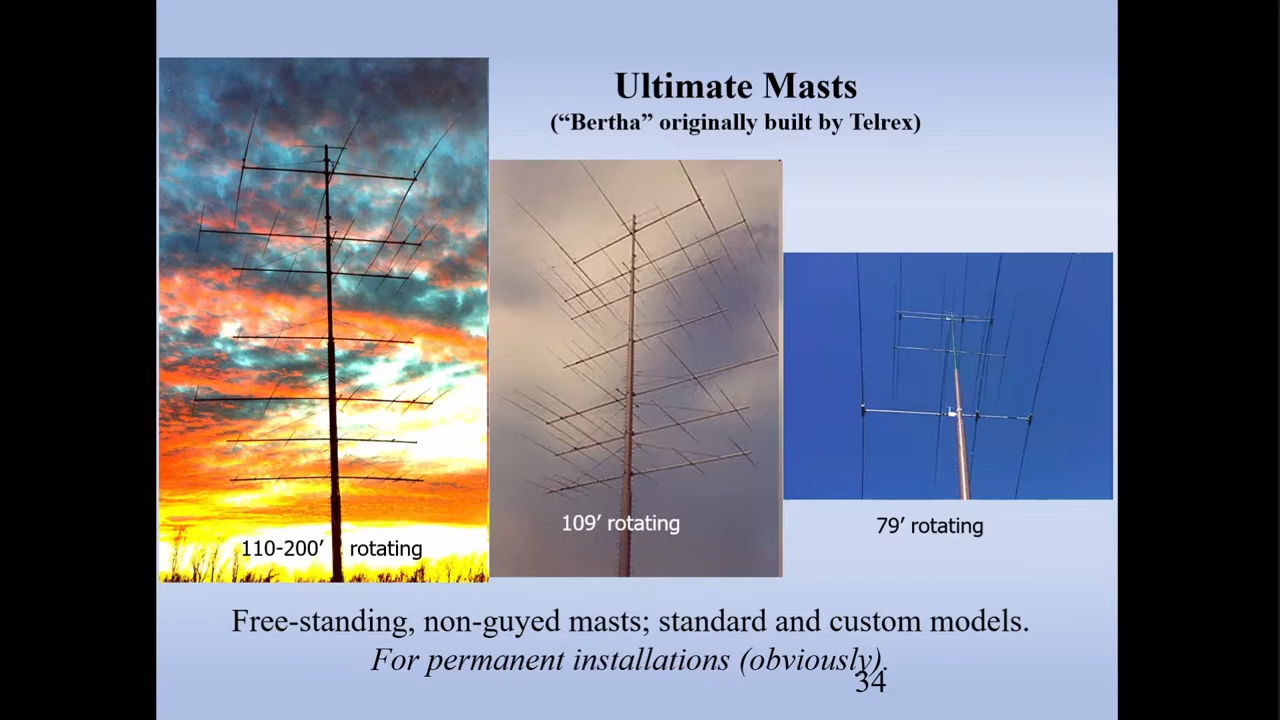 Ultimate Masts
(“Bertha” originally built by Telrex)
110-200’ rotating
109’ rotating
79’ rotating
Free-standing, non-guyed masts; standard and custom models.
For permanent installations (obviously).
34